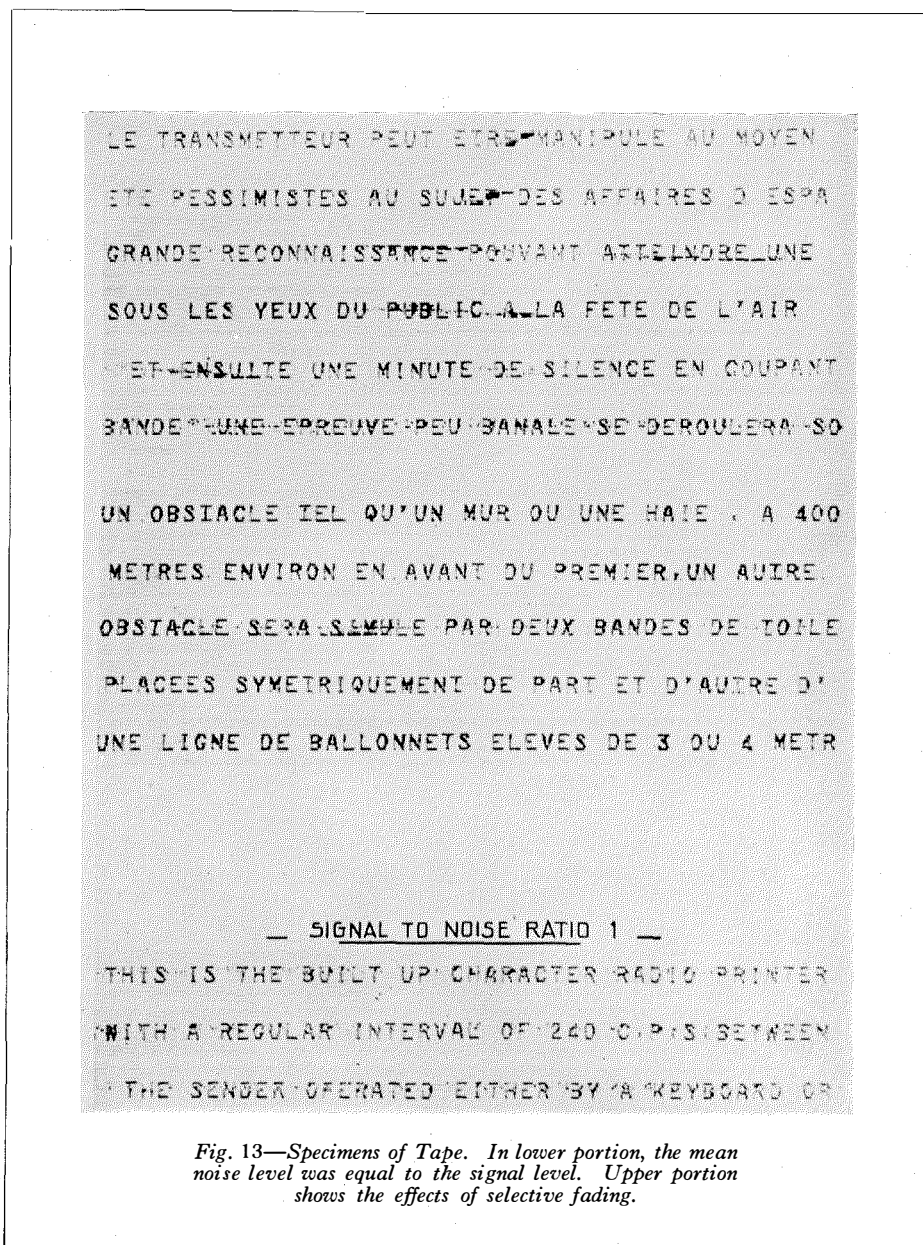 LE TRANSMETTEUR PEUT ETRE MANIPULE AU MOYEN
ETE PESSIMISTES AU SUJET DES AFFAIRES D ESPA
GRANDE RECONNAISSANCE POUVANT ATTEINDRE UNE
SOUS LES YEUX DU PUBLIC A LA FETE DE L'AIR
ET ENSUITE UNE MINUTE DE SILENCE EN COUPANT
BANDE UNE EPREUVE PEU BANALE SE DEROULERA SO
UN OBSTACLE TEL QU'UN MUR OU UNE HAIE . A 400
METRES ENVIRON EN AVANT DU PREMIER,UN AUTRE
OBSTACLE SERA SIMULE PAR DEUX BANDES DE TOILE
PLACEES SYMETRIQUEMENT DE PART ET D'AUTRE D'
UNE LIGNE DE BALLONNETS ELEVES DE 3 OU 4 METR
_ SIGNAL TO NOISE RATIO 1 _
THIS IS THE BUILT UP CHARACTER RADIO PRINTER
WITH A REGULAR INTERVAL OF 240 C.P.S BETWEEN
THE SENDER OPERATED EITHER BY A KEYBOARD OR
Fig. 13—Specimens of Tape. In lower portion, the mean
noise level was equal to the signal level. Upper portion
shows the effects of selective fading.